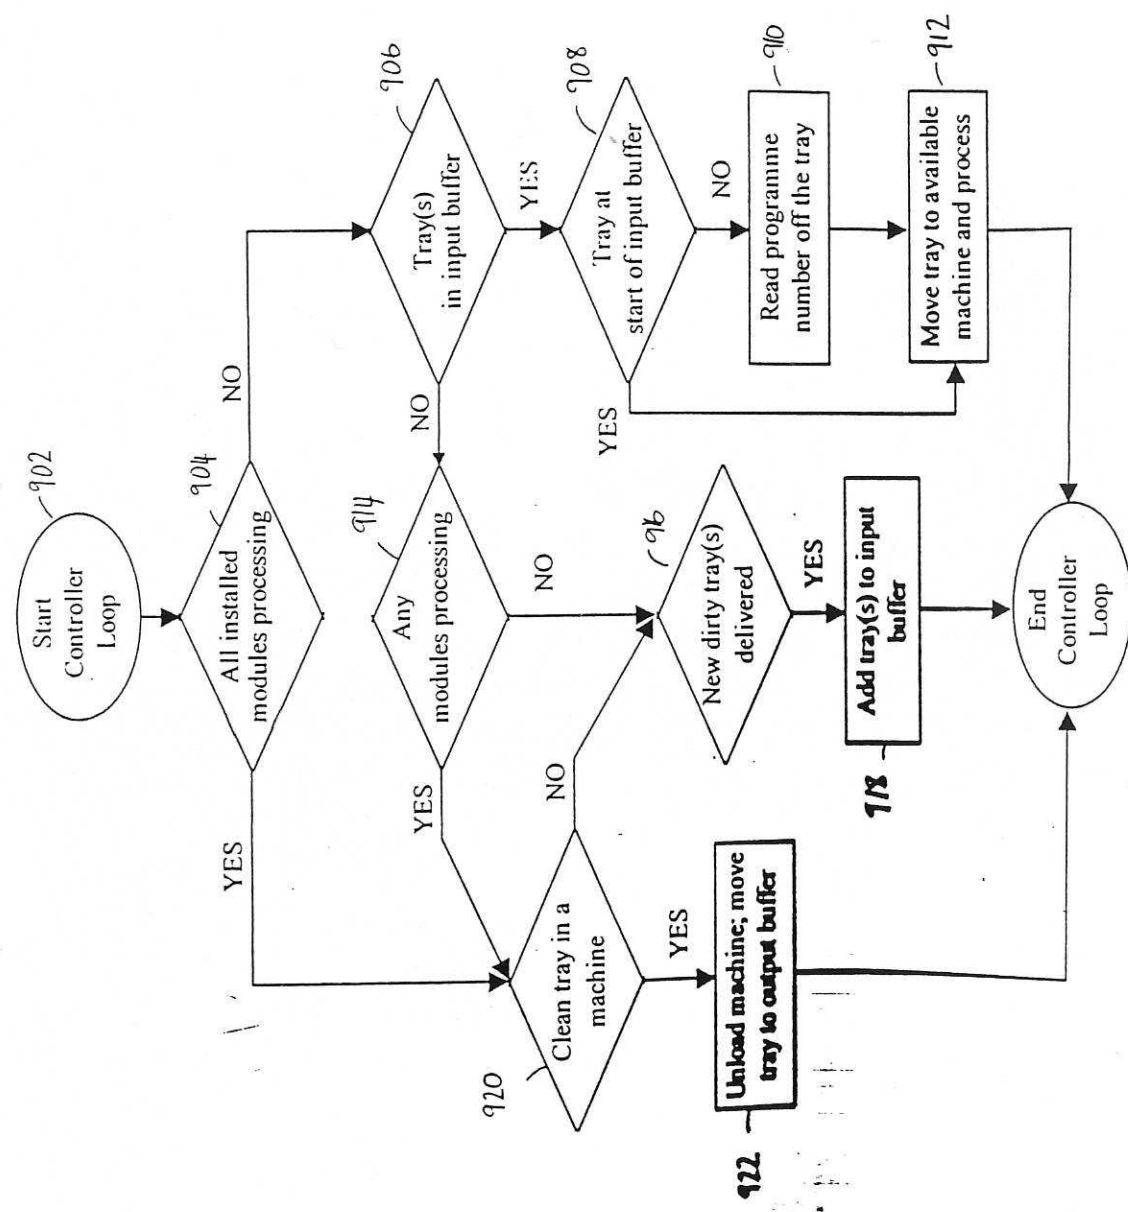 902
Start
Controller
Loop
904
All installed
modules processing
YES
NO
906
Tray(s)
in input buffer
NO
YES
908
Tray at
start of input buffer
YES
NO
910
Read programme
number off the tray
912
Move tray to available
machine and process
914
Any
modules processing
YES
NO
920
Clean tray in a
machine
NO
YES
916
New dirty tray(s)
delivered
YES
918
Add tray(s) to input
buffer
922
Unload machine; move
tray to output buffer
End
Controller
Loop